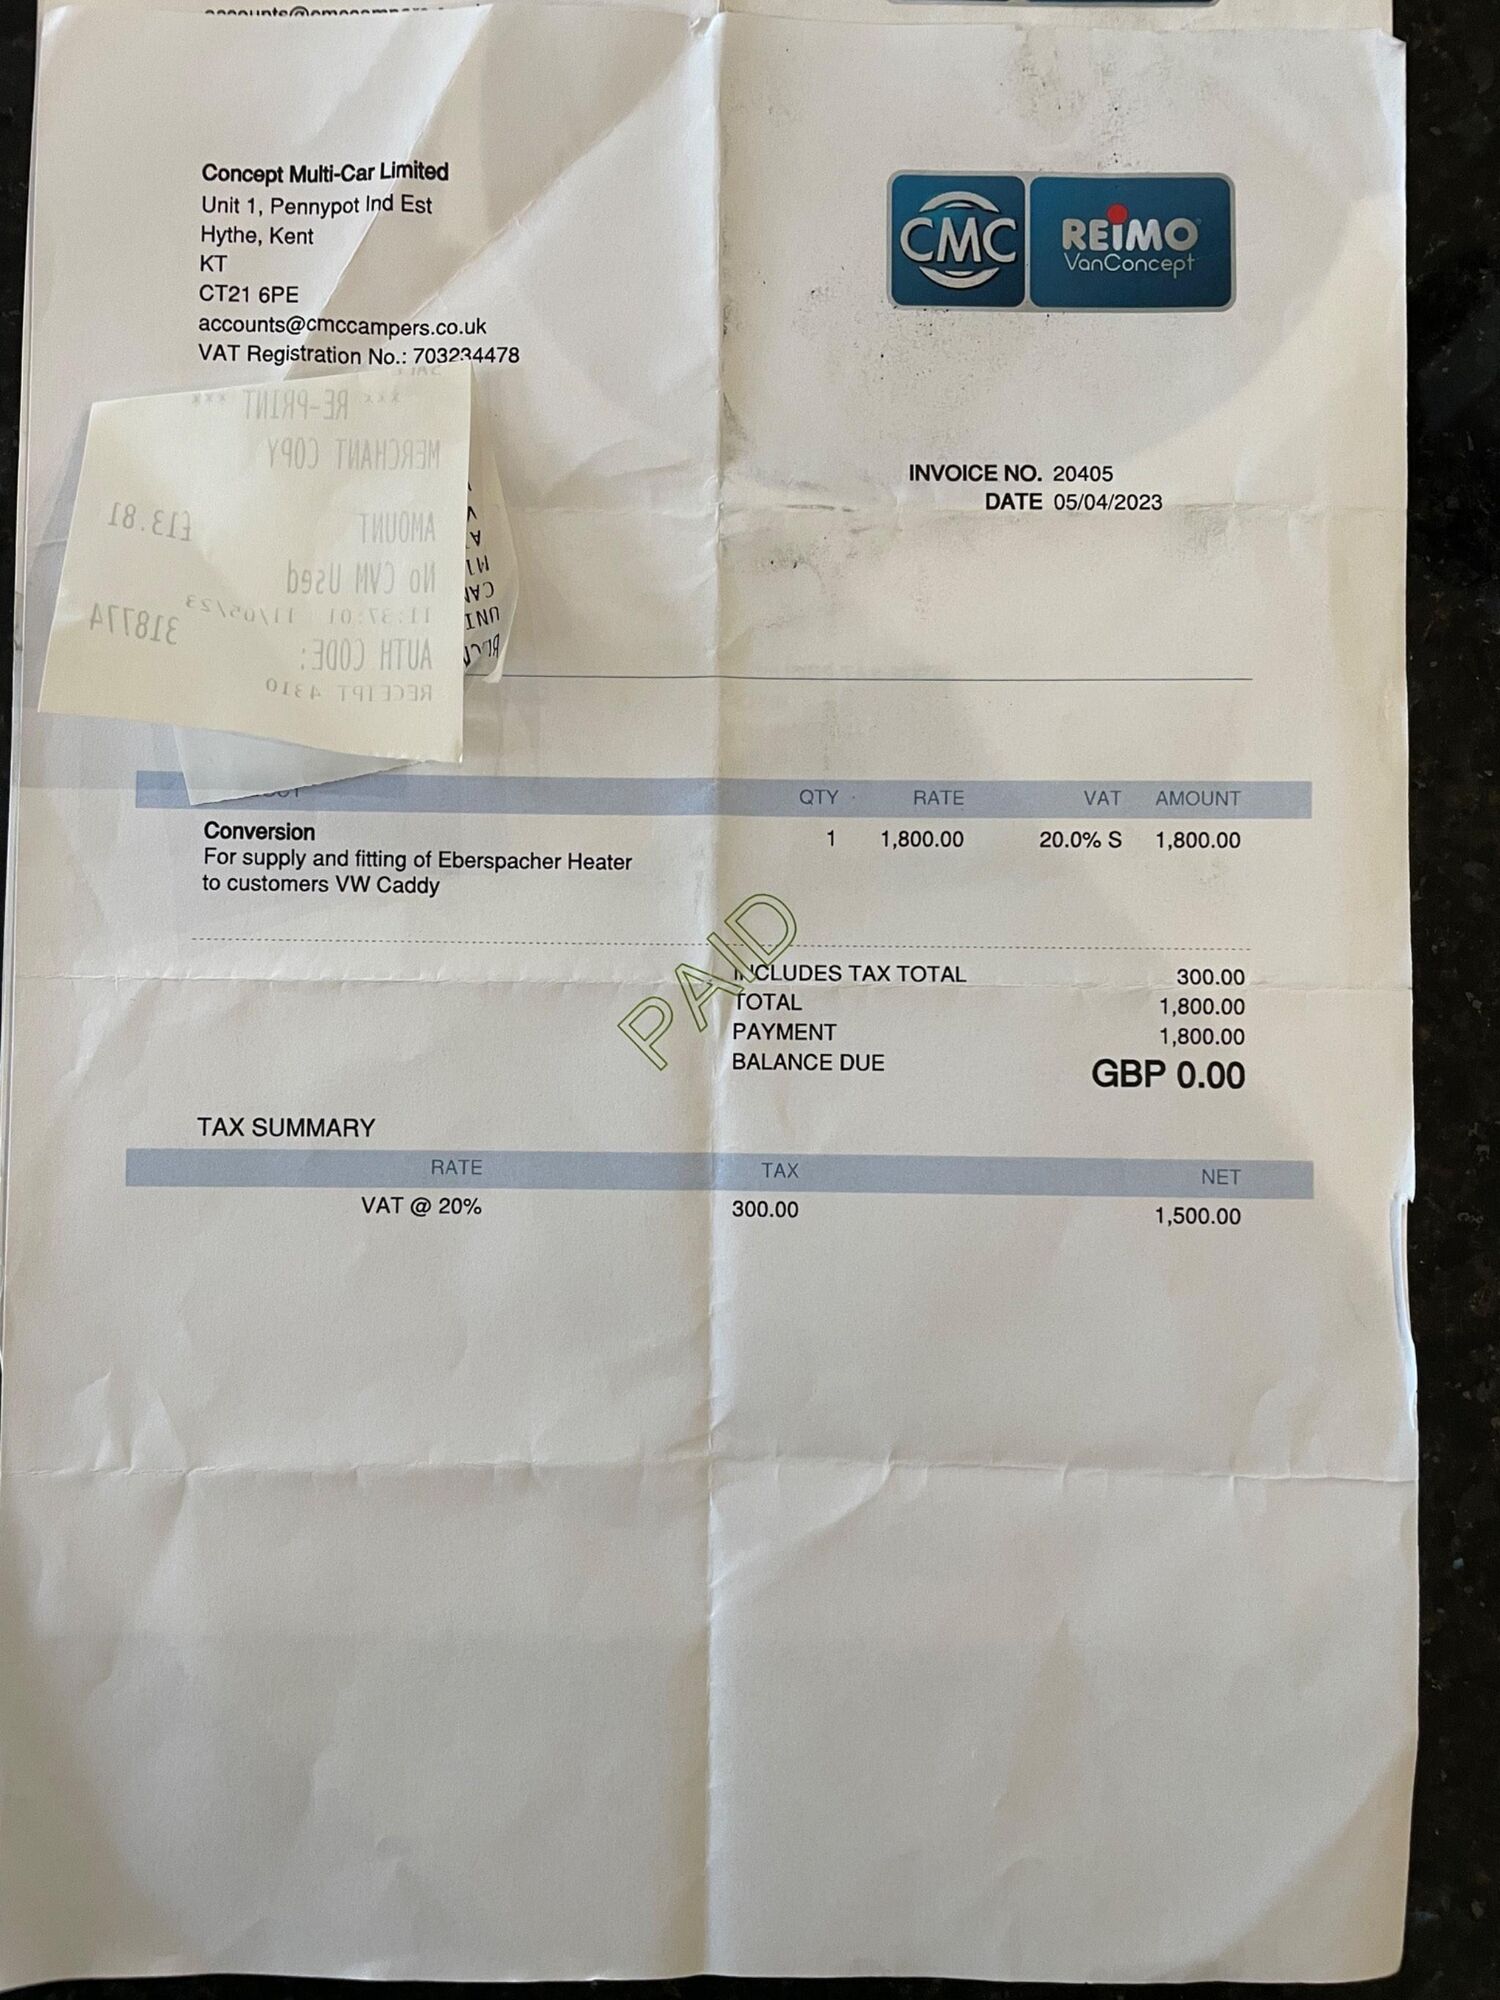 accounts@cmccampers.co.uk
Concept Multi-Car Limited
Unit 1, Pennypot Ind Est
Hythe, Kent
KT
CT21 6PE
accounts@cmccampers.co.uk
VAT Registration No.: 703234478
CMC
REIMO
VanConcept
SALE
*** RE-PRINT ***
MERCHANT COPY
AMOUNT £13.81
No CVM Used
11:37:01 11/05/23
AUTH CODE: 318774
RECEIPT 4310
INVOICE NO. 20405
DATE 05/04/2023
QTY RATE VAT AMOUNT
Conversion 1 1,800.00 20.0% S 1,800.00
For supply and fitting of Eberspacher Heater
to customers VW Caddy
PAID
INCLUDES TAX TOTAL 300.00
TOTAL 1,800.00
PAYMENT 1,800.00
BALANCE DUE GBP 0.00
TAX SUMMARY
RATE TAX NET
VAT @ 20% 300.00 1,500.00